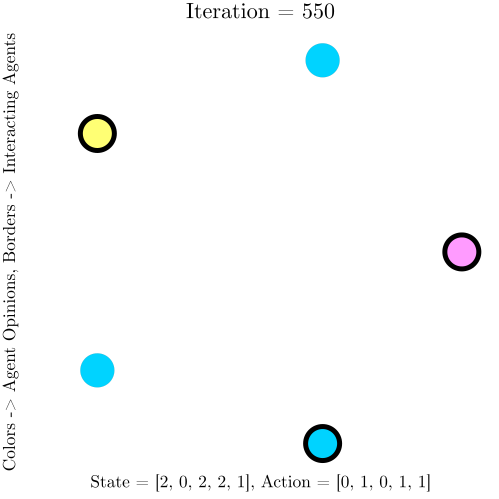 Iteration = 550
Colors -> Agent Opinions, Borders -> Interacting Agents
State = [2, 0, 2, 2, 1], Action = [0, 1, 0, 1, 1]